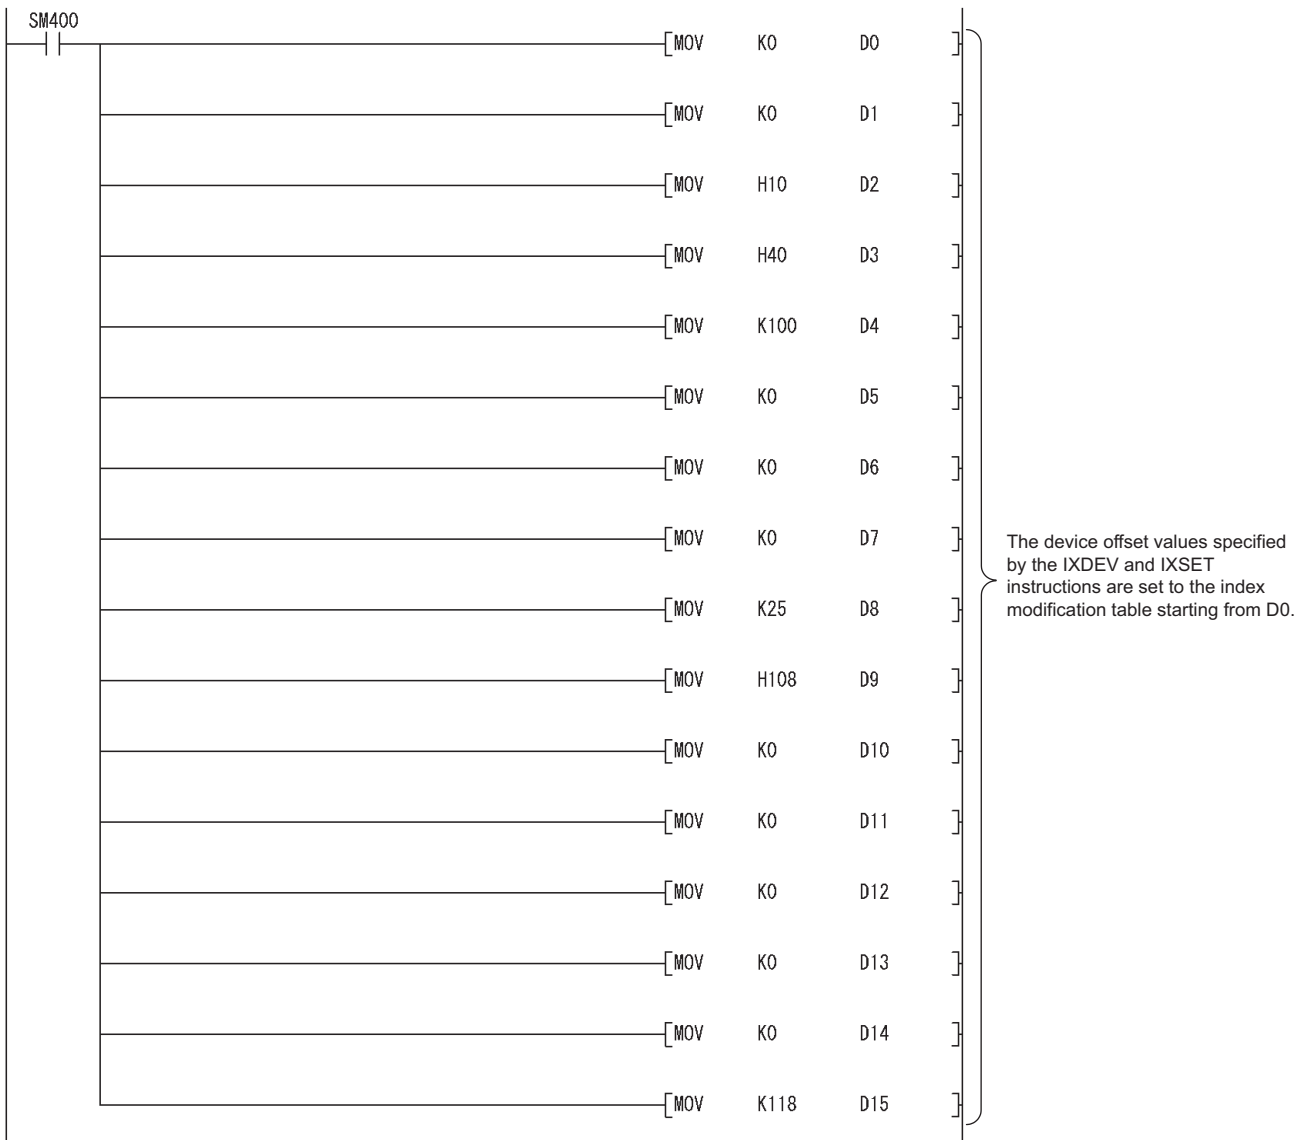 SM400
MOV K0 D0
MOV K0 D1
MOV H10 D2
MOV H40 D3
MOV K100 D4
MOV K0 D5
MOV K0 D6
MOV K0 D7
MOV K25 D8
MOV H108 D9
MOV K0 D10
MOV K0 D11
MOV K0 D12
MOV K0 D13
MOV K0 D14
MOV K118 D15
The device offset values specified
by the IXDEV and IXSET
instructions are set to the index
modification table starting from D0.